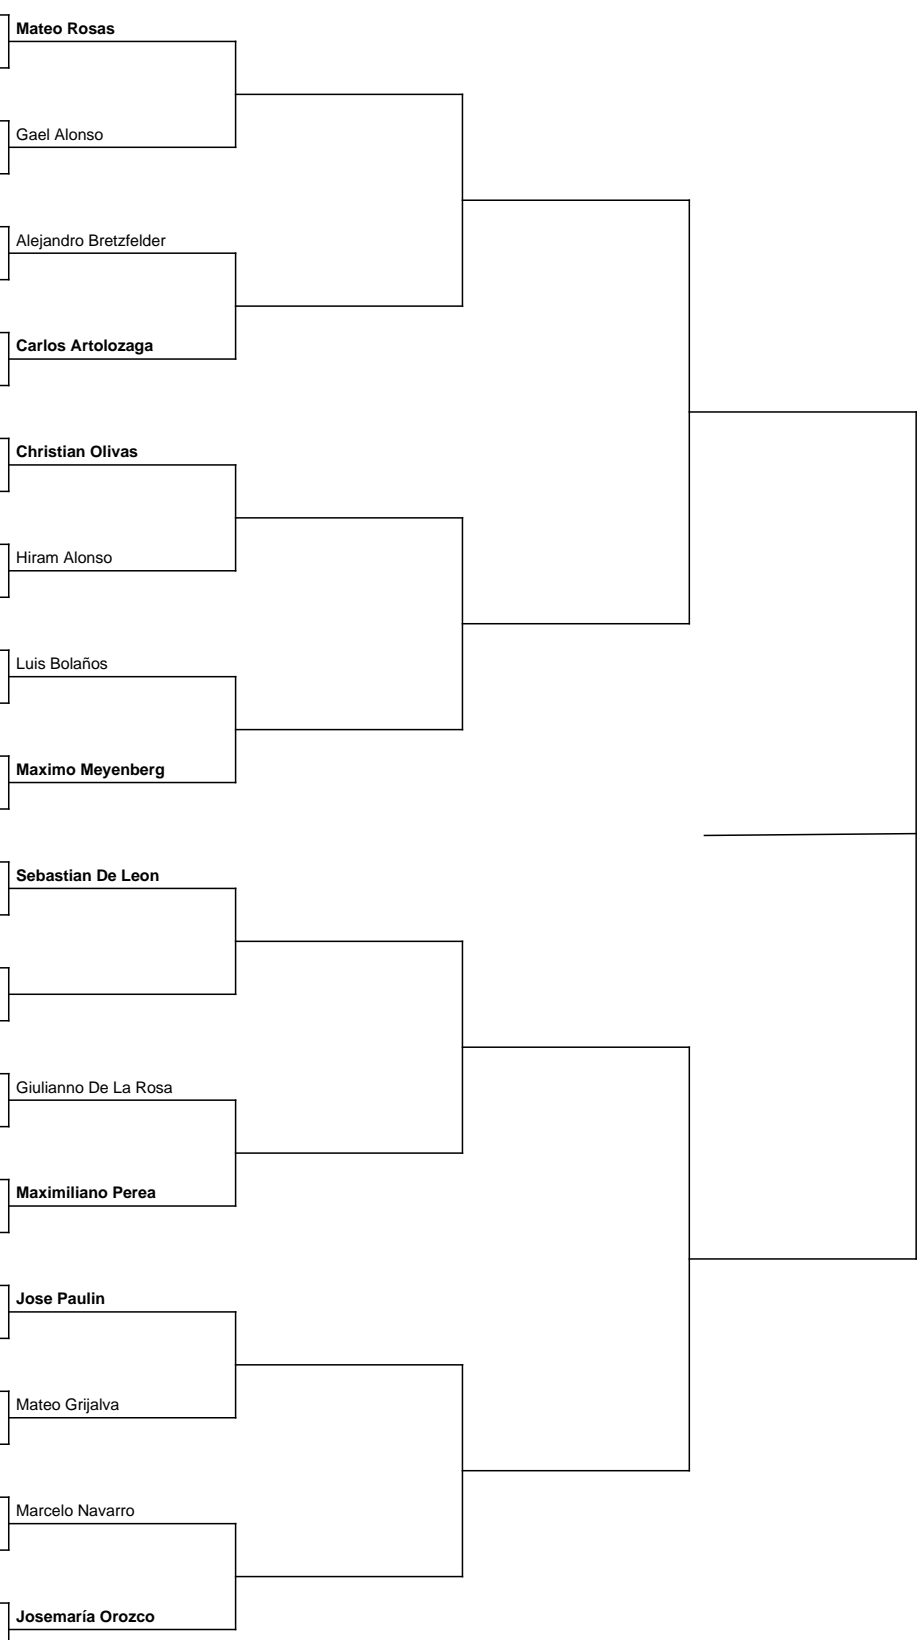 Mateo Rosas
Gael Alonso
Alejandro Bretzfelder
Carlos Artolozaga
Christian Olivas
Hiram Alonso
Luis Bolaños
Maximo Meyenberg
Sebastian De Leon
Giulianno De La Rosa
Maximiliano Perea
Jose Paulin
Mateo Grijalva
Marcelo Navarro
Josemaría Orozco